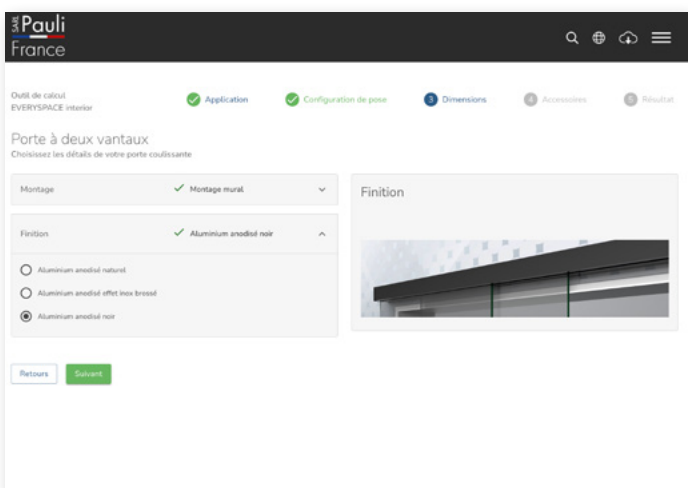 SARL Pauli
France
Outil de calcul
EVERYSPACE interior
Application
Configuration de pose
3 Dimensions
4 Accessoires
5 Résultat
Porte à deux vantaux
Choisissez les détails de votre porte coulissante
Montage
Montage mural
Finition
Aluminium anodisé noir
Aluminium anodisé naturel
Aluminium anodisé effet inox brossé
Aluminium anodisé noir
Finition
Retours
Suivant